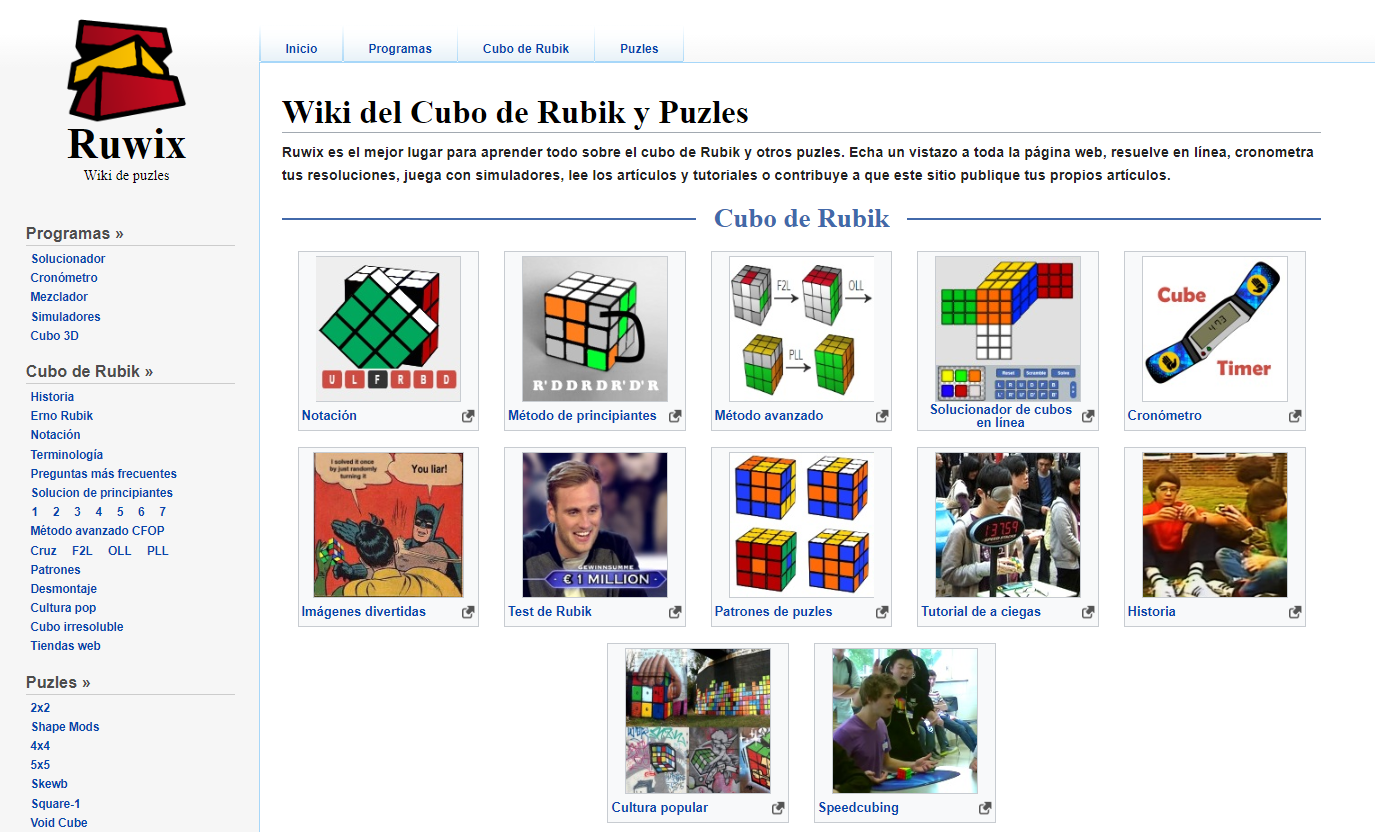 Ruwix
Wiki de puzles
Inicio
Programas
Cubo de Rubik
Puzles
Wiki del Cubo de Rubik y Puzles
Ruwix es el mejor lugar para aprender todo sobre el cubo de Rubik y otros puzles. Echa un vistazo a toda la página web, resuelve en línea, cronometra
tus resoluciones, juega con simuladores, lee los artículos y tutoriales o contribuye a que este sitio publique tus propios artículos.
Programas »
Solucionador
Cronómetro
Mezclador
Simuladores
Cubo 3D
Cubo de Rubik »
Historia
Erno Rubik
Notación
Terminología
Preguntas más frecuentes
Solucion de principiantes
1 2 3 4 5 6 7
Método avanzado CFOP
Cruz F2L OLL PLL
Patrones
Desmontaje
Cultura pop
Cubo irresoluble
Tiendas web
Puzles »
2x2
Shape Mods
4x4
5x5
Skewb
Square-1
Void Cube
Cubo de Rubik
U L F R B D
Notación
R' D D R D R' D' R
Método de principiantes
F2L
OLL
PLL
Método avanzado
Reset Scramble Solve
L R U D F B
L' R' U' D' F' B'
Solucionador de cubos
en línea
Cube
473
Timer
Cronómetro
I solved it once
by just randomly
turning it
You liar!
Imágenes divertidas
GEWINNSUMME
€ 1 MILLION
Test de Rubik
Patrones de puzles
Tutorial de a ciegas
Historia
Cultura popular
Speedcubing